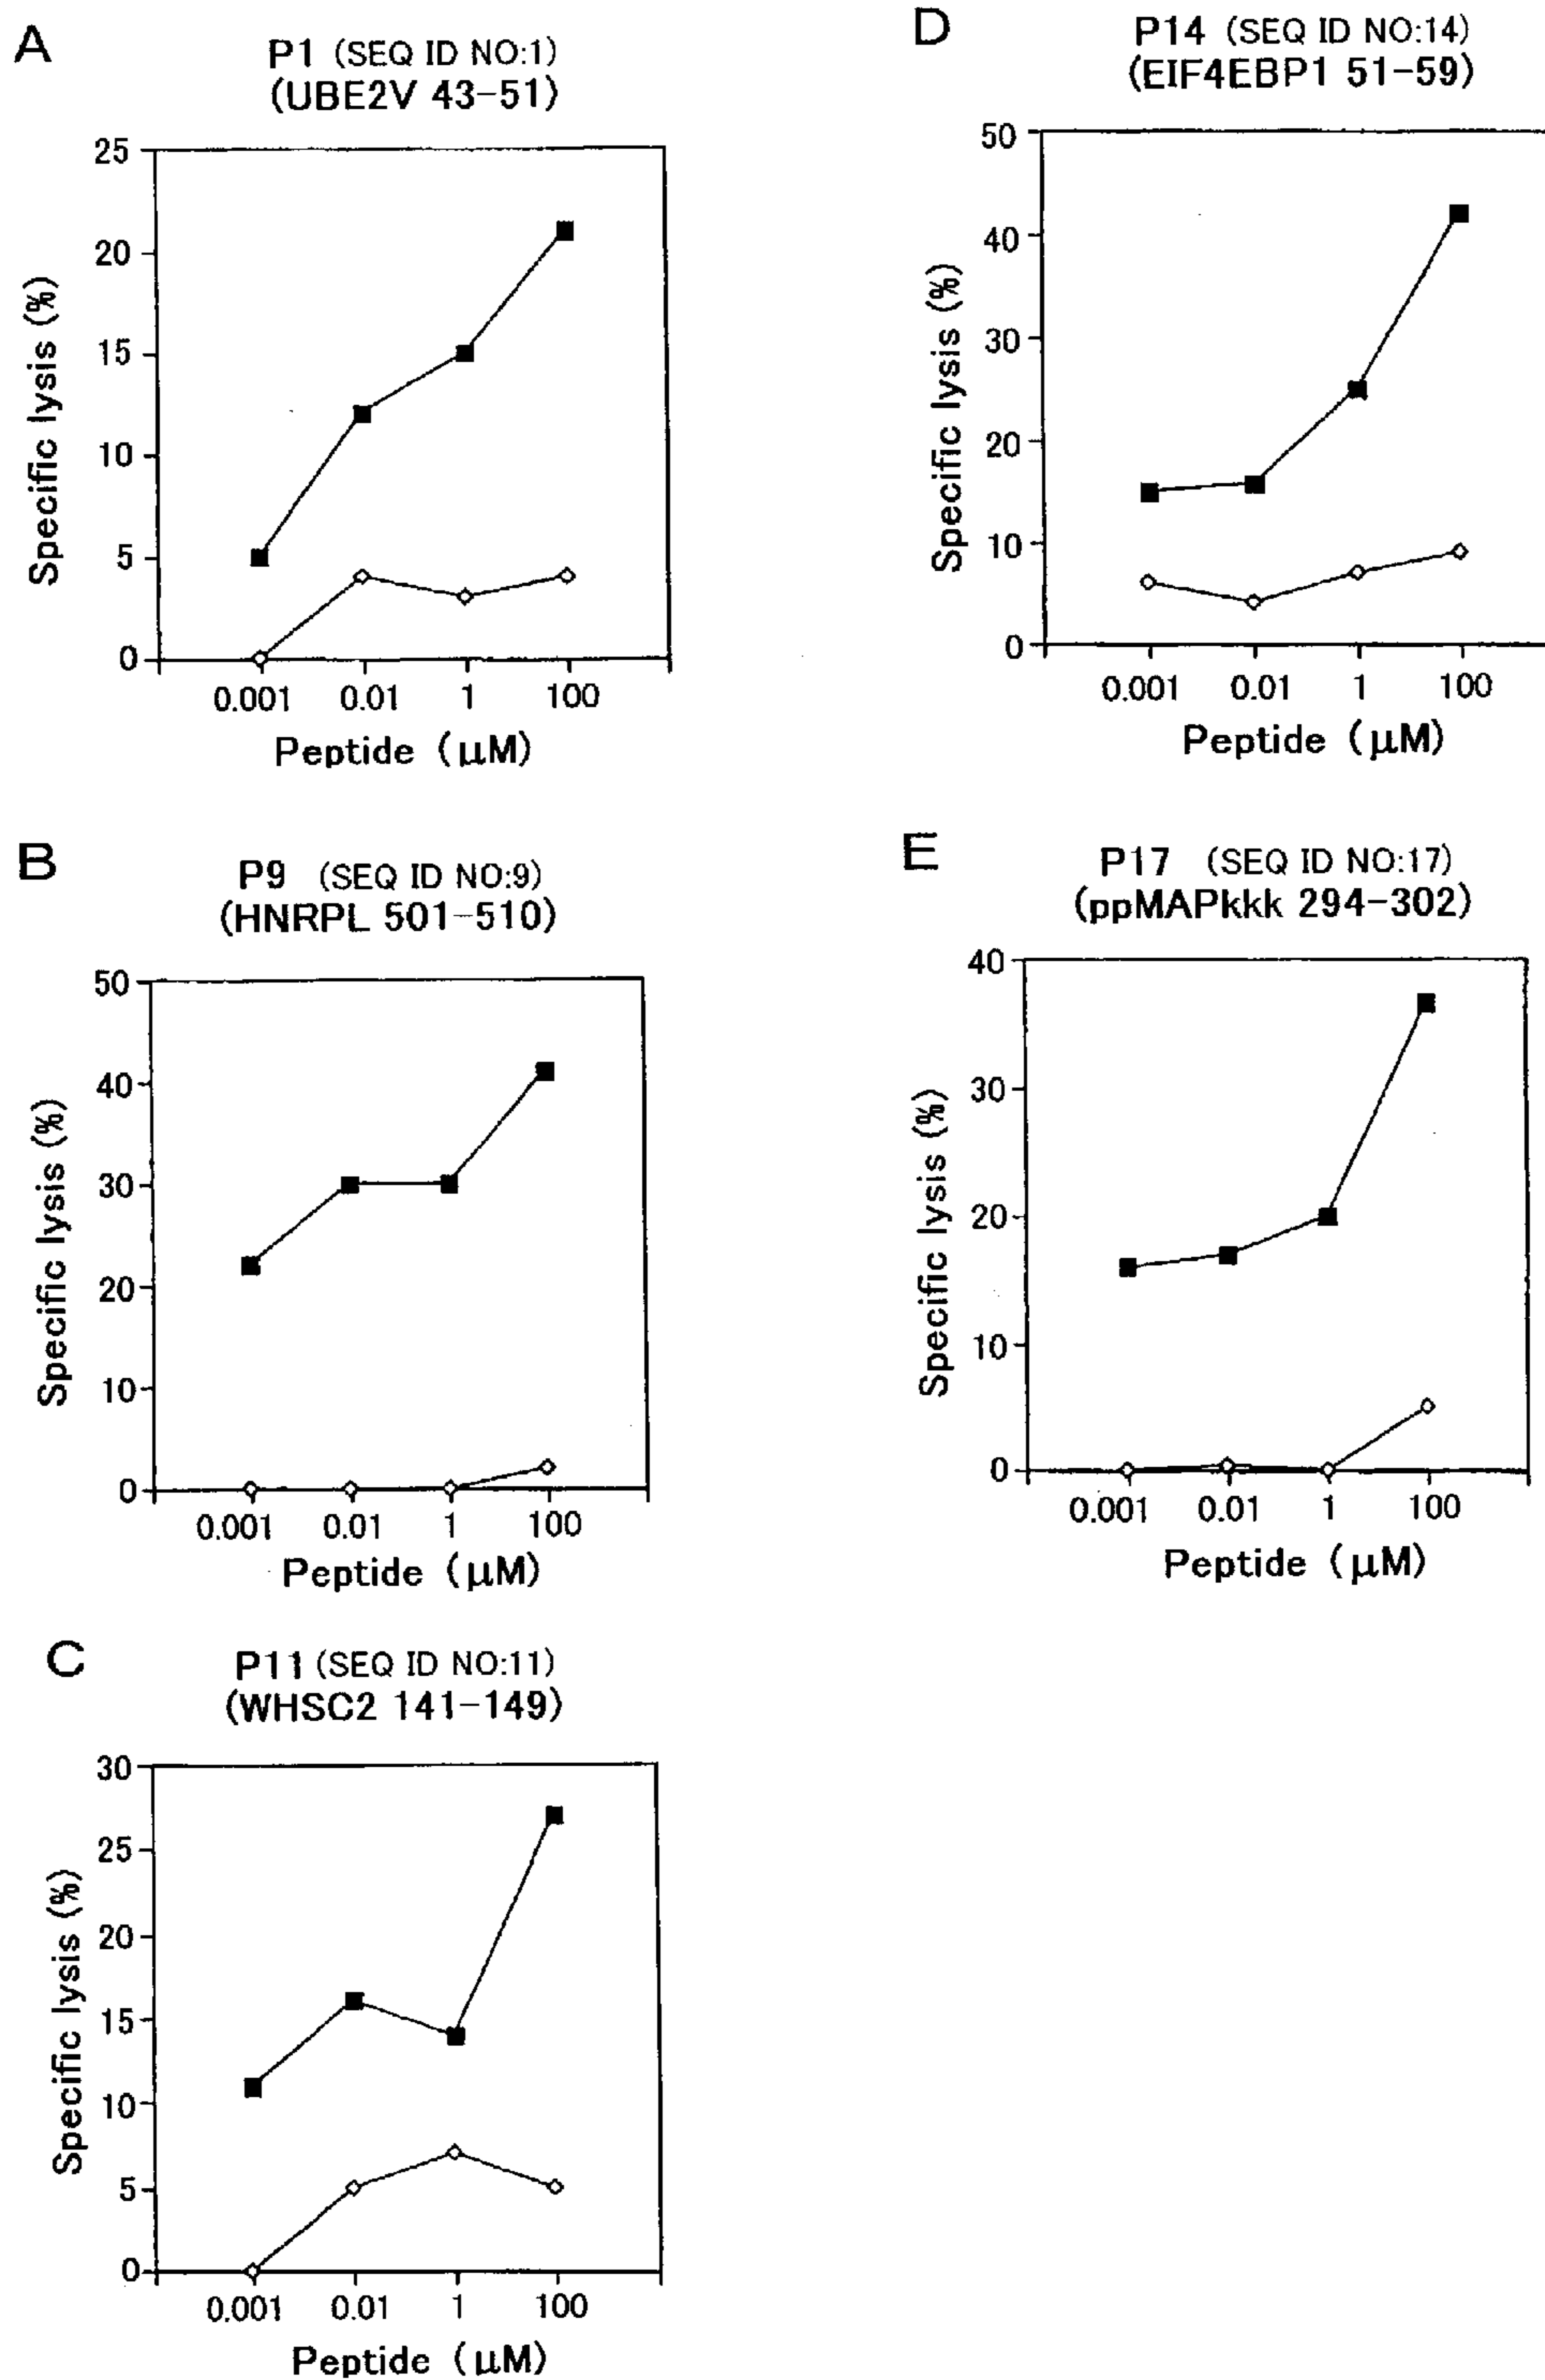 A
P1 (SEQ ID NO:1)
(UBE2V 43-51)
25
20
15
10
5
0
Specific lysis (%)
0.001 0.01 1 100
Peptide (μM)
B
P9 (SEQ ID NO:9)
(HNRPL 501-510)
50
40
30
20
10
0
Specific lysis (%)
0.001 0.01 1 100
Peptide (μM)
C
P11 (SEQ ID NO:11)
(WHSC2 141-149)
30
25
20
15
10
5
0
Specific lysis (%)
0.001 0.01 1 100
Peptide (μM)
D
P14 (SEQ ID NO:14)
(EIF4EBP1 51-59)
50
40
30
20
10
0
Specific lysis (%)
0.001 0.01 1 100
Peptide (μM)
E
P17 (SEQ ID NO:17)
(ppMAPkkk 294-302)
40
30
20
10
0
Specific lysis (%)
0.001 0.01 1 100
Peptide (μM)